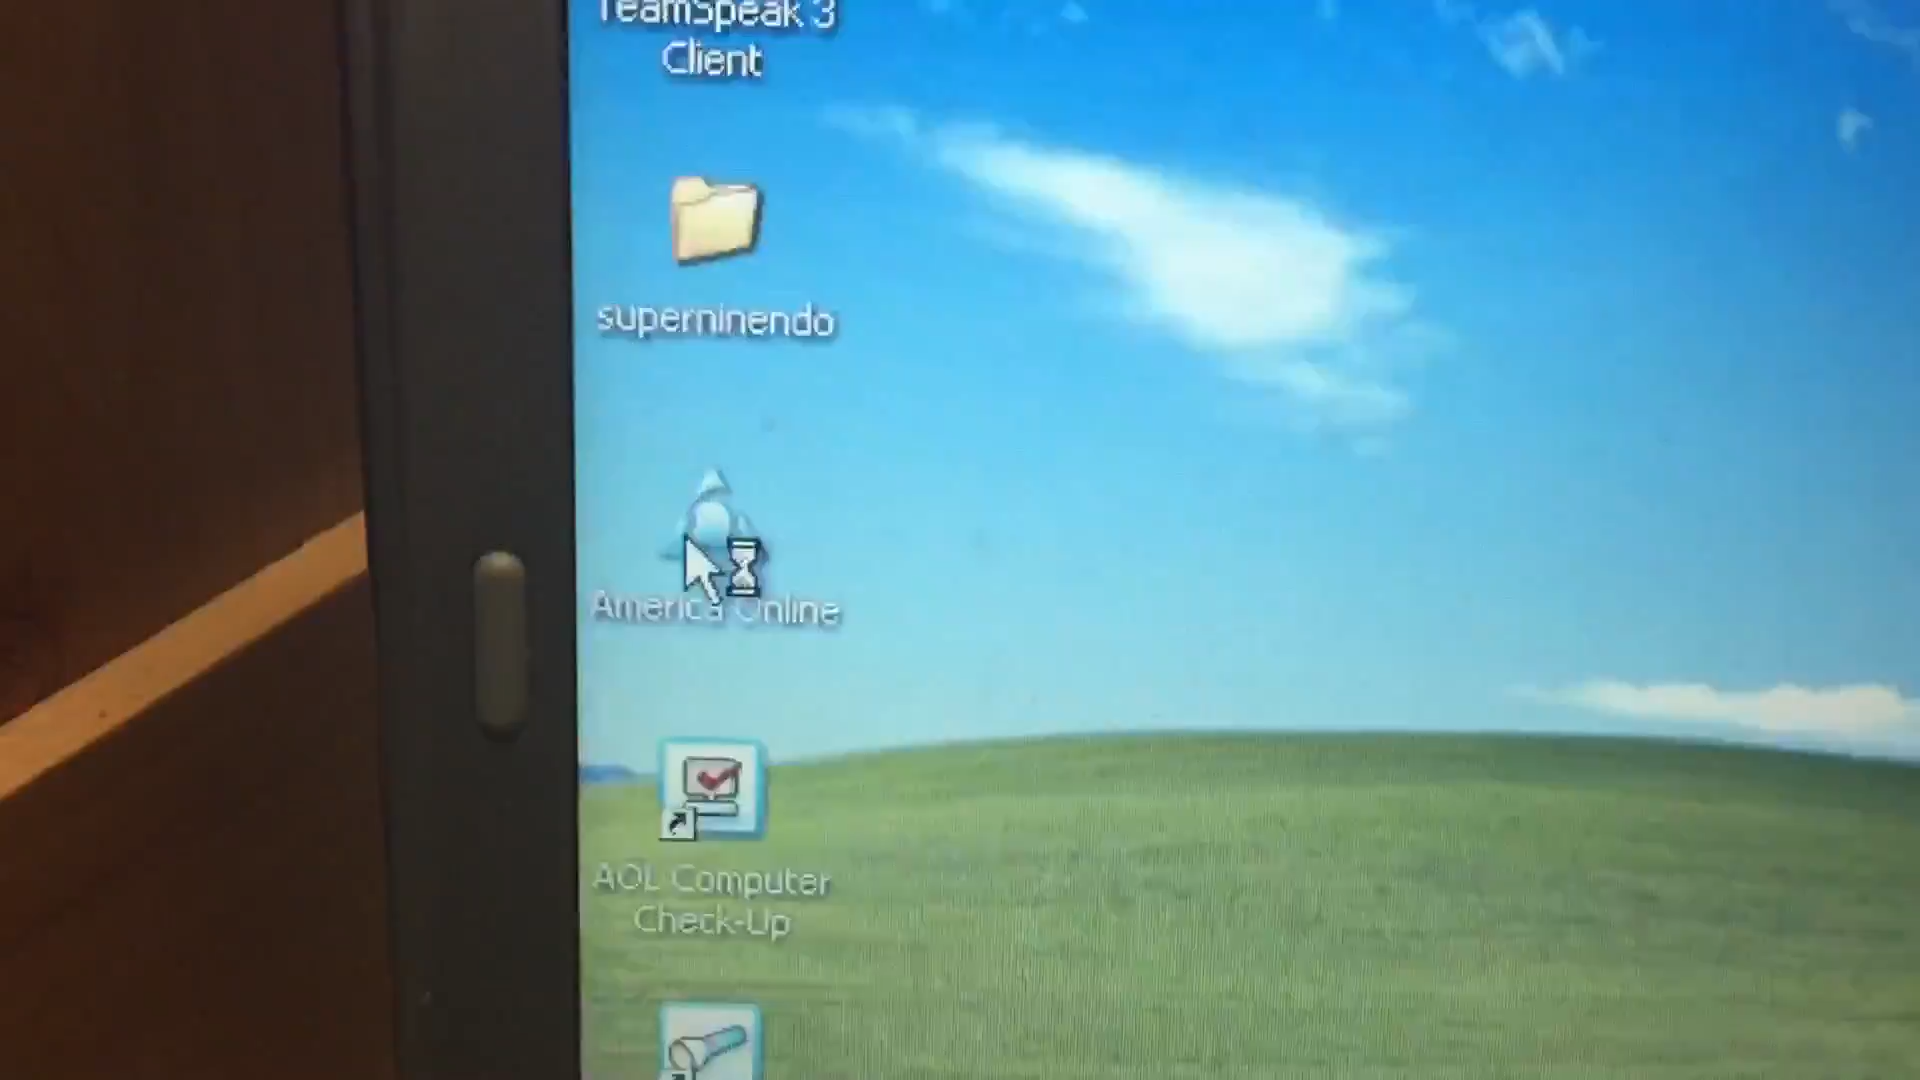 TeamSpeak 3
Client
superninendo
America Online
AOL Computer
Check-Up